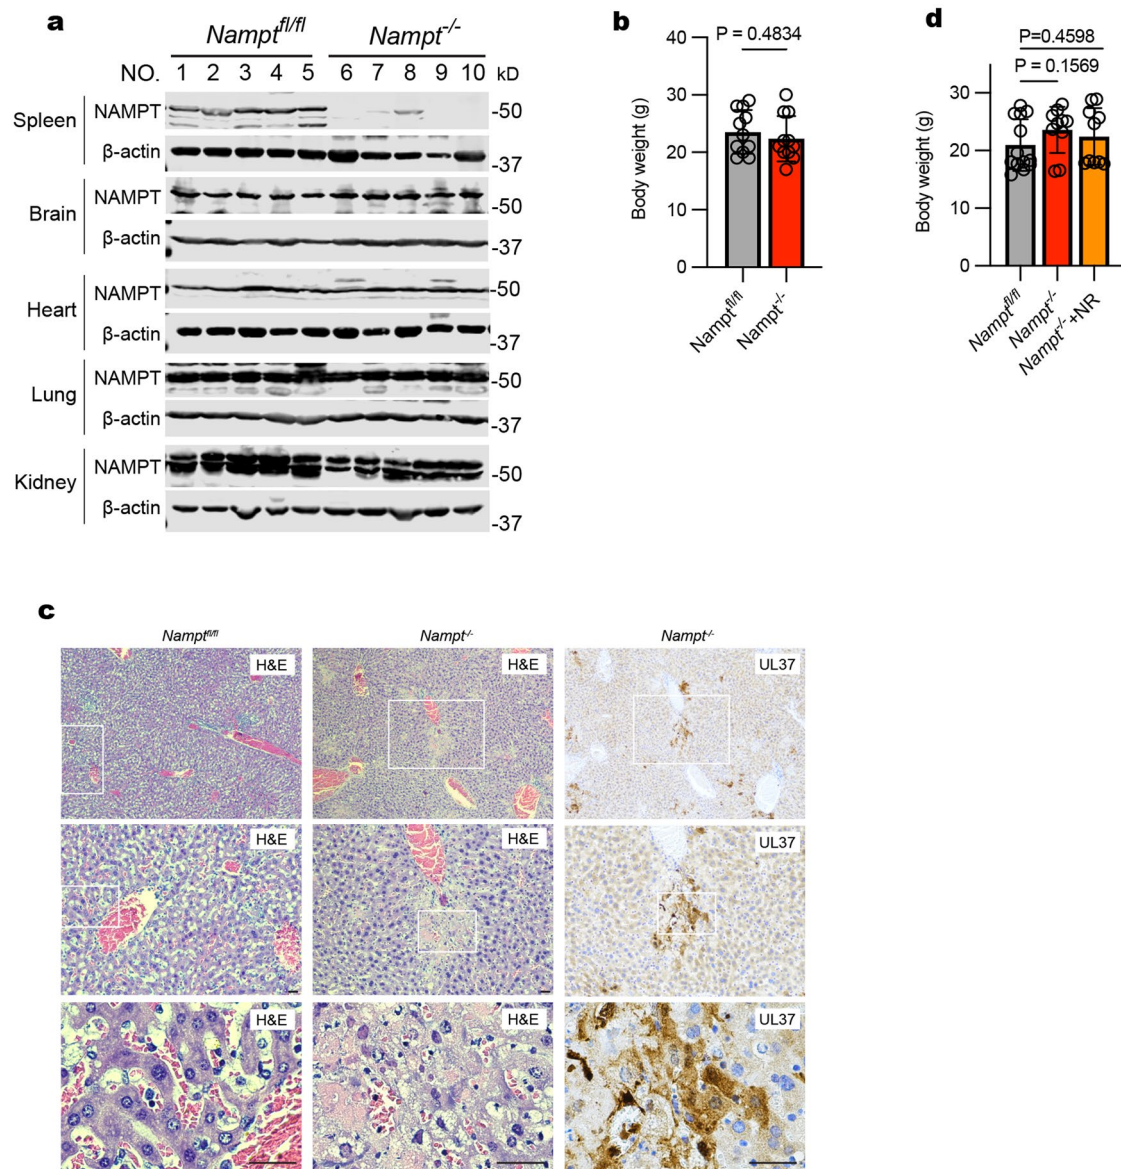 a
Nampt^fl/fl Nampt^-/-
NO. 1 2 3 4 5 6 7 8 9 10 kD
Spleen
NAMPT -50
β-actin -37
Brain
NAMPT -50
β-actin -37
Heart
NAMPT -50
β-actin -37
Lung
NAMPT -50
β-actin -37
Kidney
NAMPT -50
β-actin -37
b
P = 0.4834
Body weight (g)
40
30
20
10
0
Nampt^fl/fl
Nampt^-/-
d
P=0.4598
P = 0.1569
Body weight (g)
30
20
10
0
Nampt^fl/fl
Nampt^-/-
Nampt^-/- +NR
c
Nampt^fl/fl Nampt^-/- Nampt^-/-
H&E H&E UL37
H&E H&E UL37
H&E H&E UL37